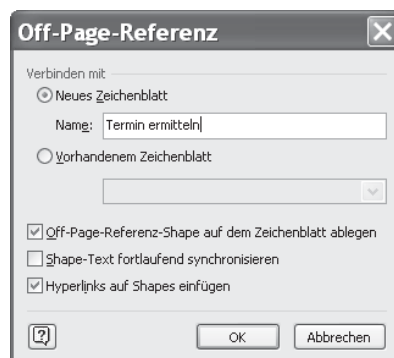 Off-Page-Referenz
Verbinden mit
Neues Zeichenblatt
Name: Termin ermitteln
Vorhandenem Zeichenblatt
Off-Page-Referenz-Shape auf dem Zeichenblatt ablegen
Shape-Text fortlaufend synchronisieren
Hyperlinks auf Shapes einfügen
? OK Abbrechen